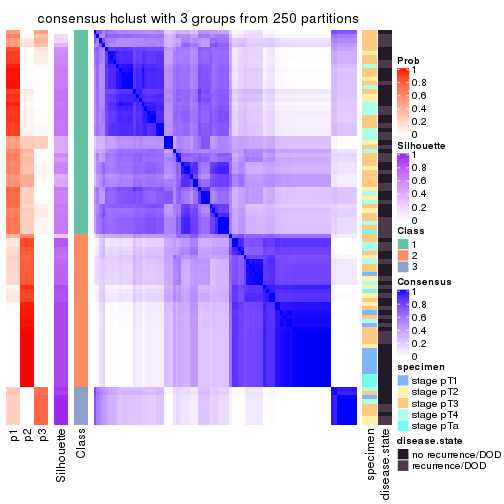 consensus hclust with 3 groups from 250 partitions
p1
p2
p3
Silhouette
Class
specimen
disease.state
Prob
1
0.8
0.6
0.4
0.2
0
Silhouette
1
0.8
0.6
0.4
0.2
0
Class
1
2
3
Consensus
1
0.8
0.6
0.4
0.2
0
specimen
stage pT1
stage pT2
stage pT3
stage pT4
stage pTa
disease.state
no recurrence/DOD
recurrence/DOD